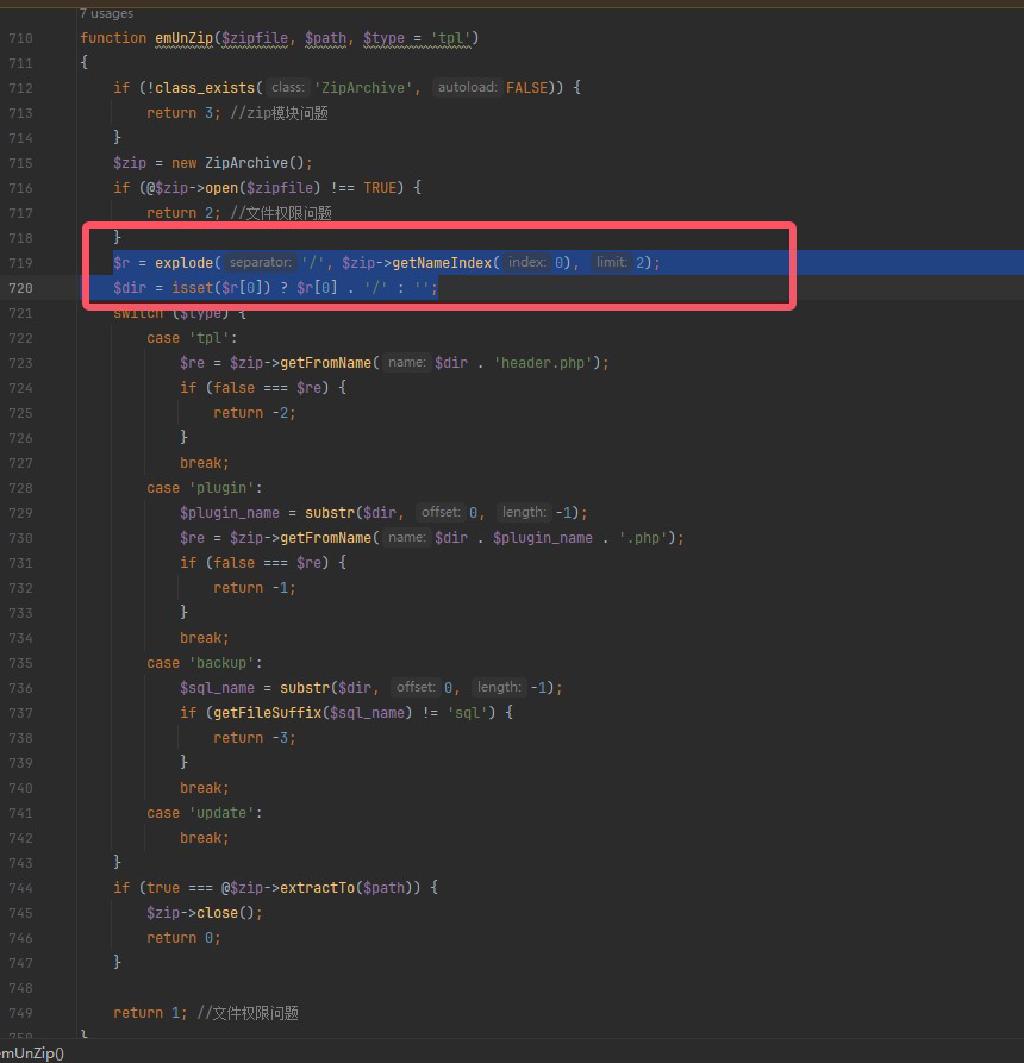 7 usages
710 function emUnZip($zipfile, $path, $type = 'tpl')
711 {
712 if (!class_exists( class: 'ZipArchive', autoload: FALSE)) {
713 return 3; //zip模块问题
714 }
715 $zip = new ZipArchive();
716 if (@$zip->open($zipfile) !== TRUE) {
717 return 2; //文件权限问题
718 }
719 $r = explode( separator: '/', $zip->getNameIndex( index: 0), limit: 2);
720 $dir = isset($r[0]) ? $r[0] . '/' : '';
721 switch ($type) {
722 case 'tpl':
723 $re = $zip->getFromName( name: $dir . 'header.php');
724 if (false === $re) {
725 return -2;
726 }
727 break;
728 case 'plugin':
729 $plugin_name = substr($dir, offset: 0, length: -1);
730 $re = $zip->getFromName( name: $dir . $plugin_name . '.php');
731 if (false === $re) {
732 return -1;
733 }
734 break;
735 case 'backup':
736 $sql_name = substr($dir, offset: 0, length: -1);
737 if (getFileSuffix($sql_name) != 'sql') {
738 return -3;
739 }
740 break;
741 case 'update':
742 break;
743 }
744 if (true === @$zip->extractTo($path)) {
745 $zip->close();
746 return 0;
747 }
748
749 return 1; //文件权限问题
750 }
emUnZip()